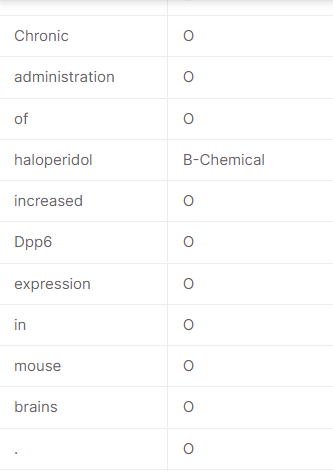 Chronic O
administration O
of O
haloperidol B-Chemical
increased O
Dpp6 O
expression O
in O
mouse O
brains O
. O